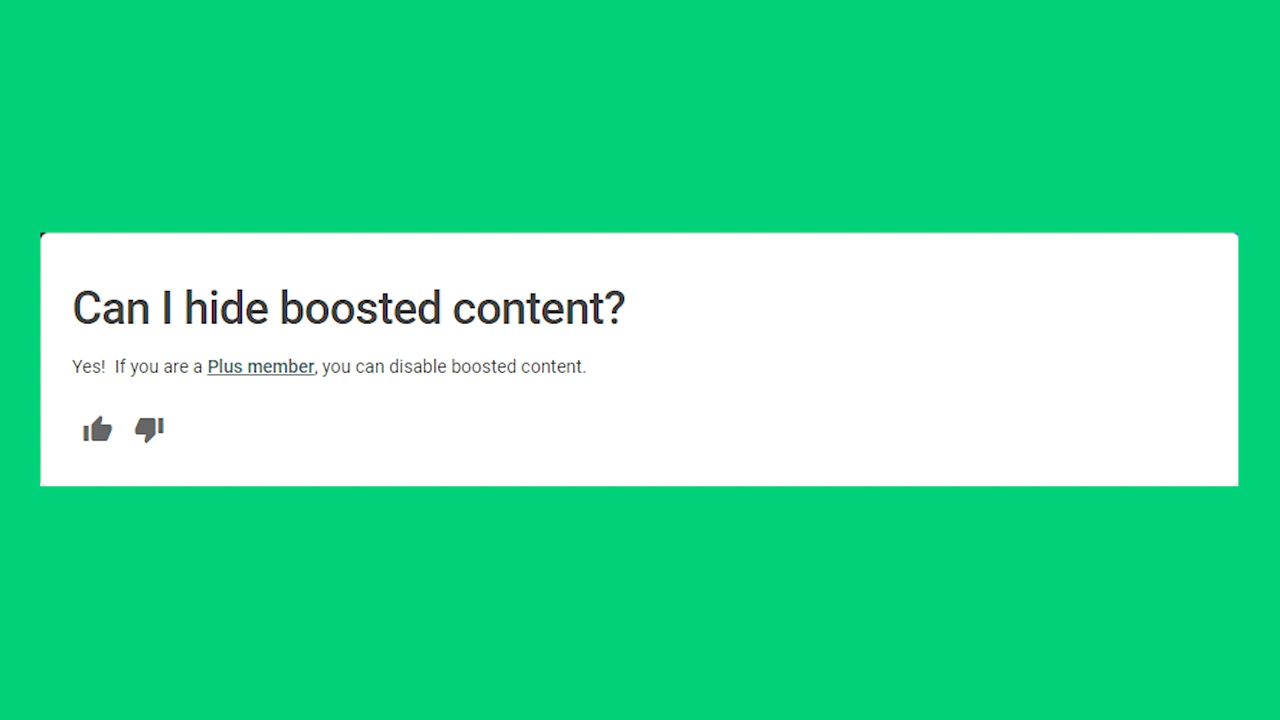 Can I hide boosted content?
Yes!  If you are a Plus member, you can disable boosted content.